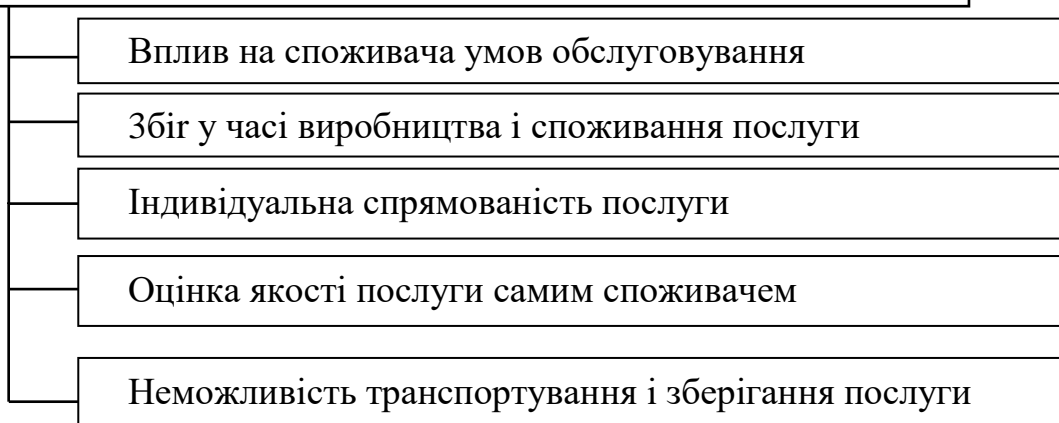 Вплив на споживача умов обслуговування
Збіг у часі виробництва і споживання послуги
Індивідуальна спрямованість послуги
Оцінка якості послуги самим споживачем
Неможливість транспортування і зберігання послуги